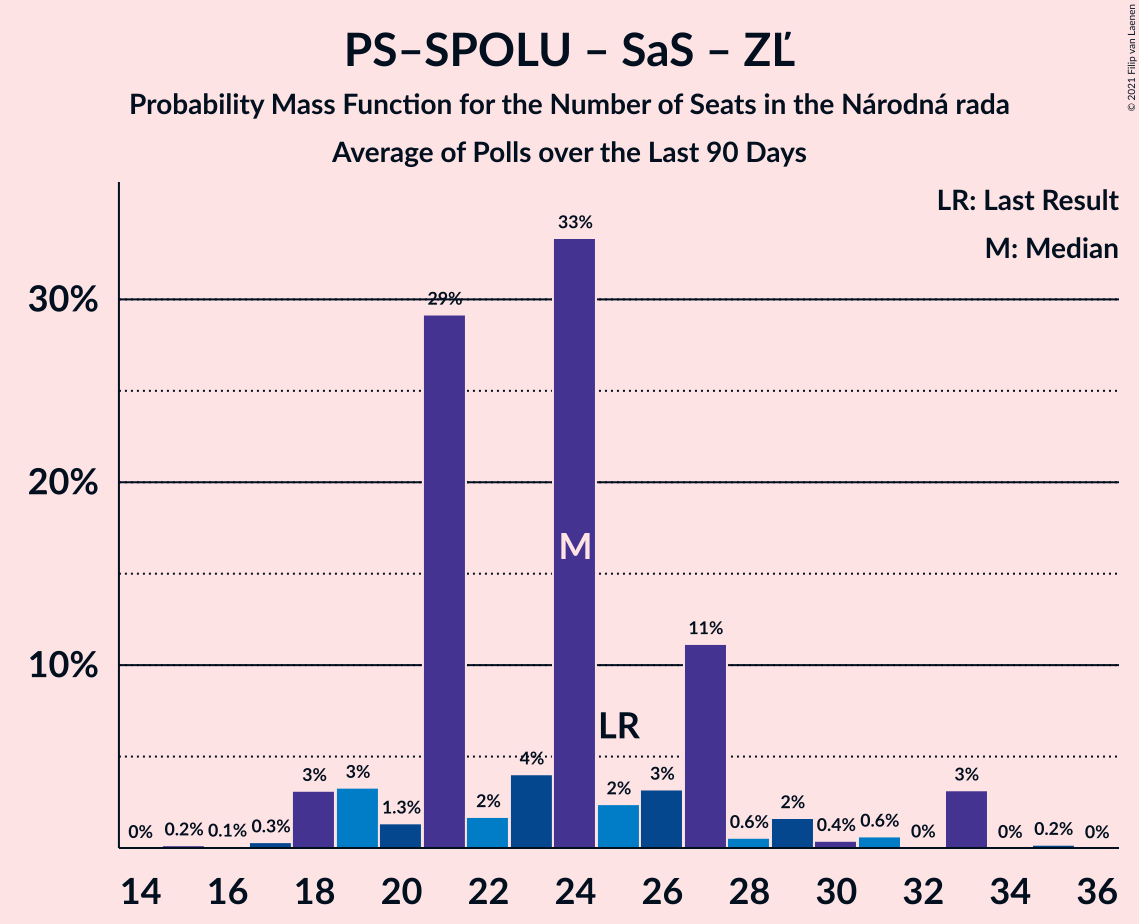 PS–SPOLU – SaS – ZĽ
Probability Mass Function for the Number of Seats in the Národná rada
Average of Polls over the Last 90 Days
© 2021 Filip van Laenen
LR: Last Result
M: Median
30%
20%
10%
0%
0.2%
0.1%
0.3%
3%
3%
1.3%
29%
2%
4%
33%
M
LR
2%
3%
11%
0.6%
2%
0.4%
0.6%
0%
3%
0%
0.2%
0%
14 16 18 20 22 24 26 28 30 32 34 36